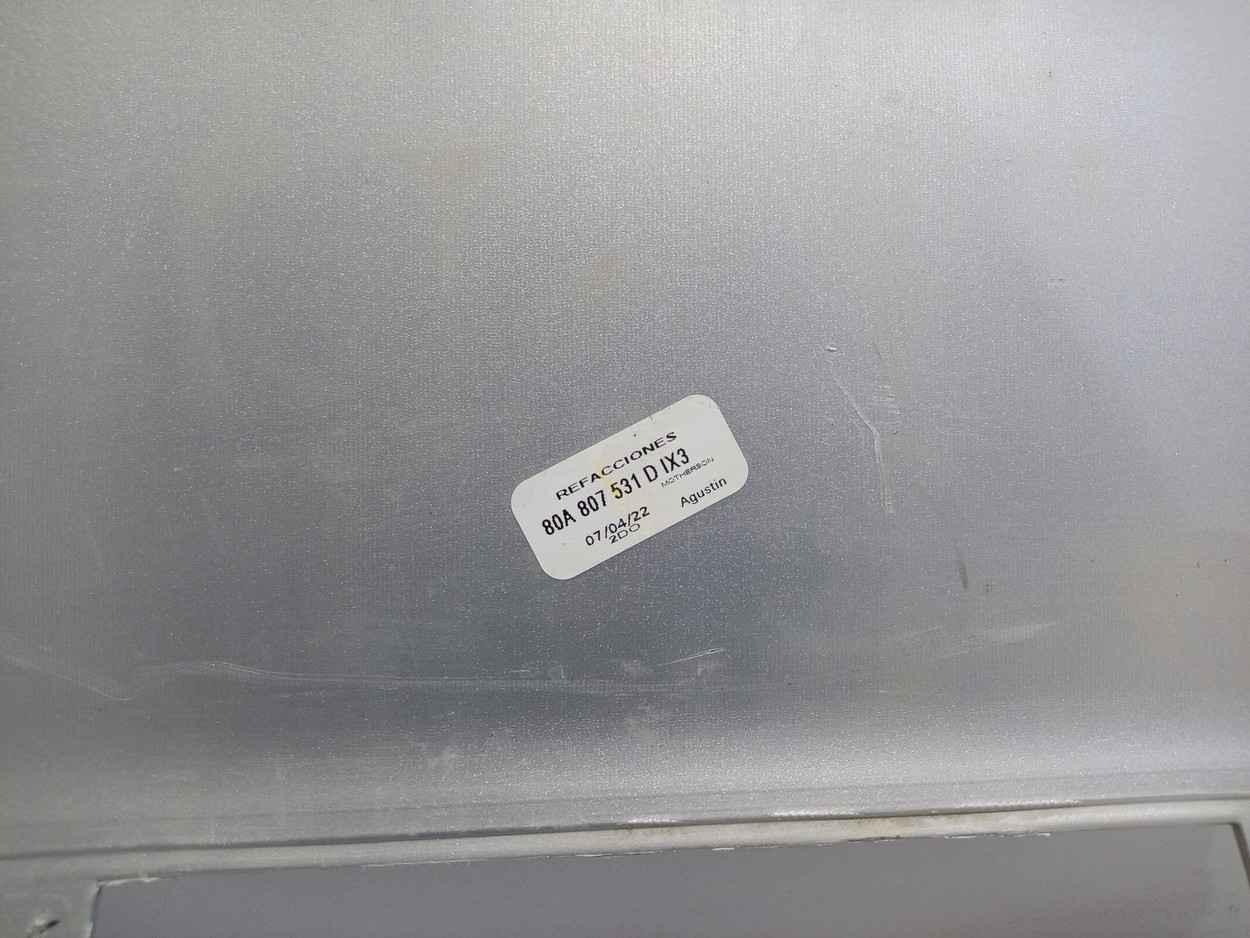 REFACCIONES
80A 807 531 D IX3
MOTHERSON
07/04/22 Agustin
2DO